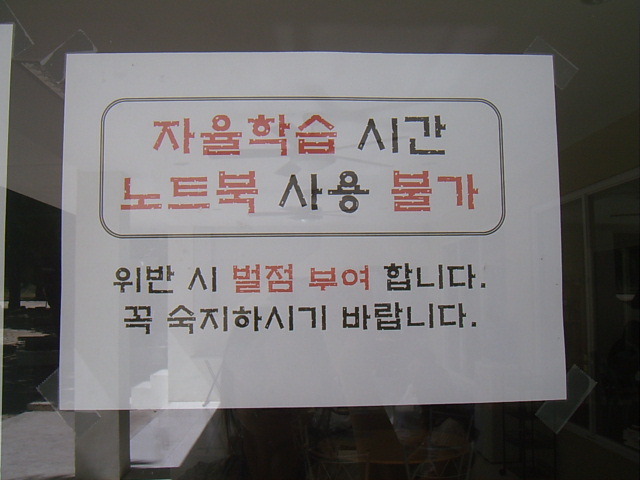 자율학습 시간
노트북 사용 불가
위반 시 벌점 부여 합니다.
꼭 숙지하시기 바랍니다.